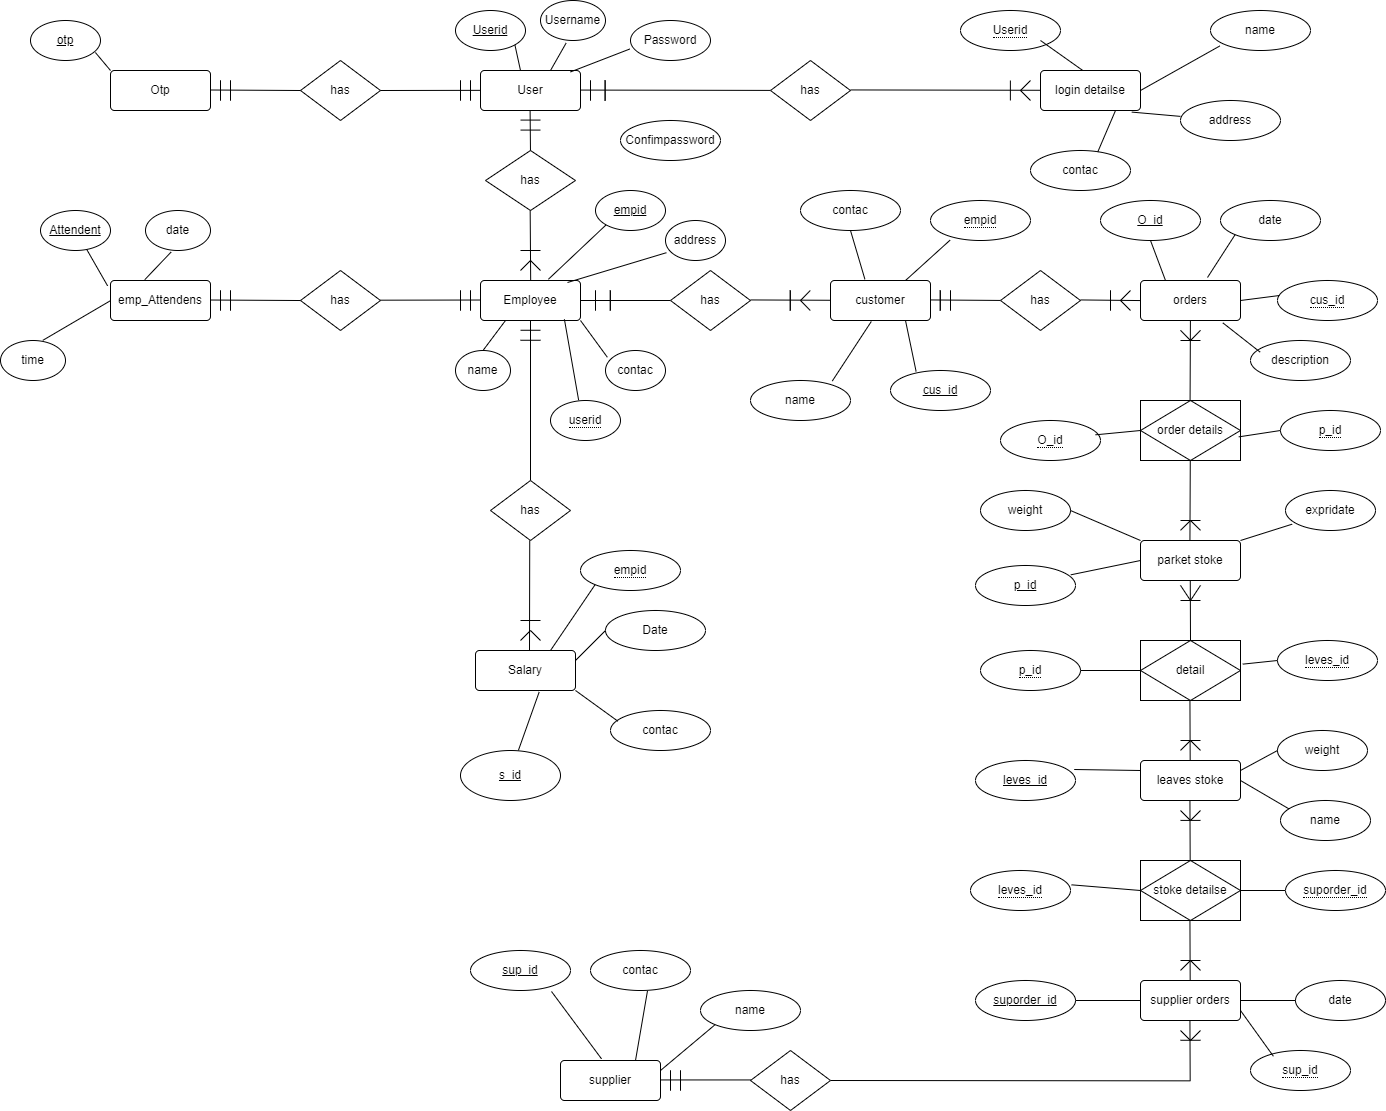 otp
Userid
Username
Password
Userid
name
Otp
has
User
has
login detailse
address
Confimpassword
contac
has
Attendent
date
empid
address
contac
empid
O_id
date
emp_Attendens
has
Employee
has
customer
has
orders
cus_id
time
name
contac
userid
name
cus_id
description
O_id
order details
p_id
has
weight
expridate
parket stoke
p_id
empid
Date
Salary
contac
s_id
p_id
detail
leves_id
weight
leves_id
leaves stoke
name
leves_id
stoke detailse
suporder_id
sup_id
contac
name
suporder_id
supplier orders
date
supplier
has
sup_id